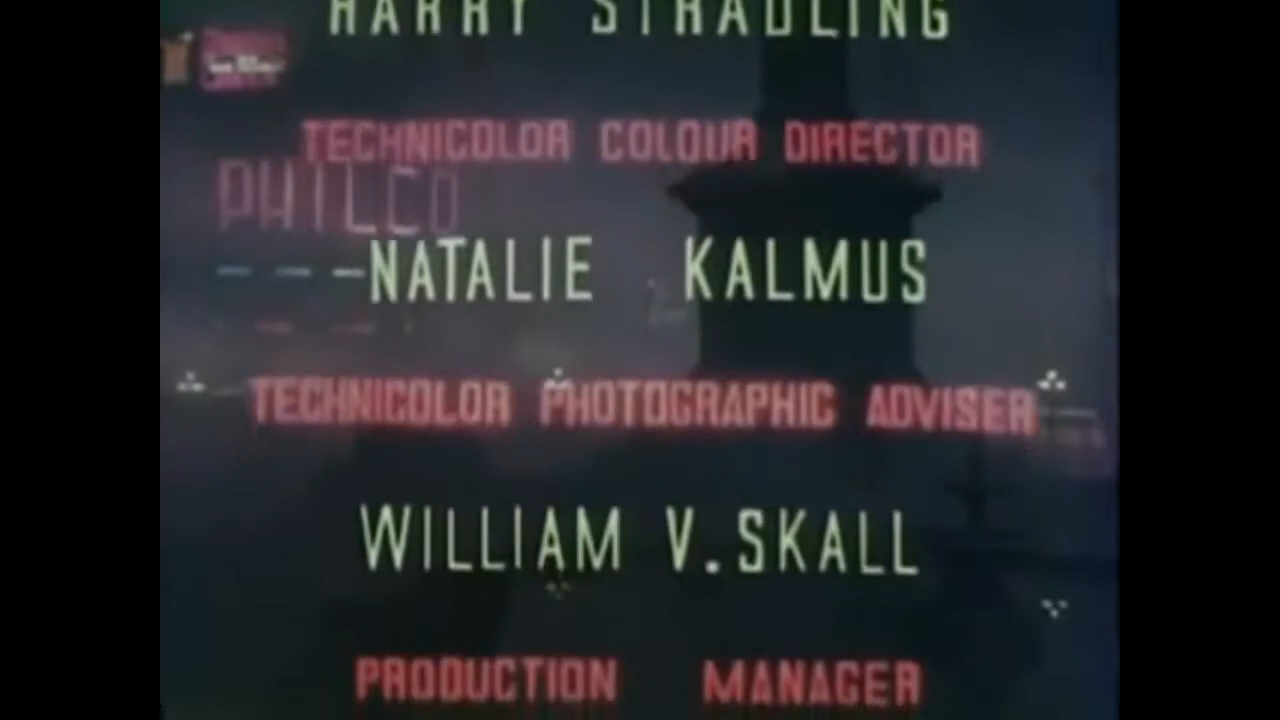 HARRY STRADLING
TECHNICOLOR COLOUR DIRECTOR
PHILCO
NATALIE KALMUS
TECHNICOLOR PHOTOGRAPHIC ADVISER
WILLIAM V. SKALL
PRODUCTION MANAGER